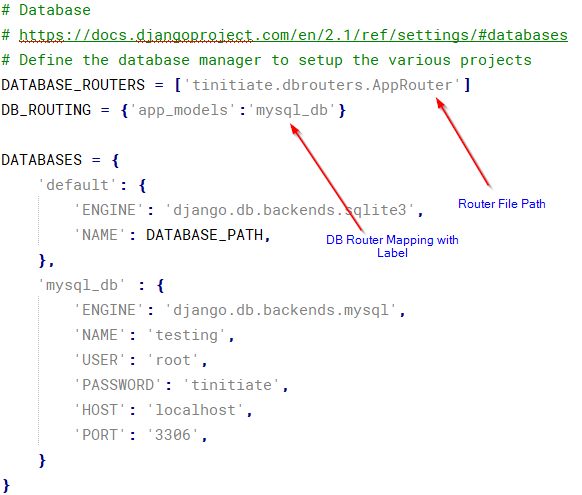 # Database
# https://docs.djangoproject.com/en/2.1/ref/settings/#databases
# Define the database manager to setup the various projects
DATABASE_ROUTERS = ['tinitiate.dbrouters.AppRouter']
DB_ROUTING = {'app_models':'mysql_db'}
DATABASES = {
    'default': {
        'ENGINE': 'django.db.backends.sqlite3',
Router File Path
        'NAME': DATABASE_PATH,
DB Router Mapping with
Label
    },
    'mysql_db' : {
        'ENGINE': 'django.db.backends.mysql',
        'NAME': 'testing',
        'USER': 'root',
        'PASSWORD': 'tinitiate',
        'HOST': 'localhost',
        'PORT': '3306',
    }
}